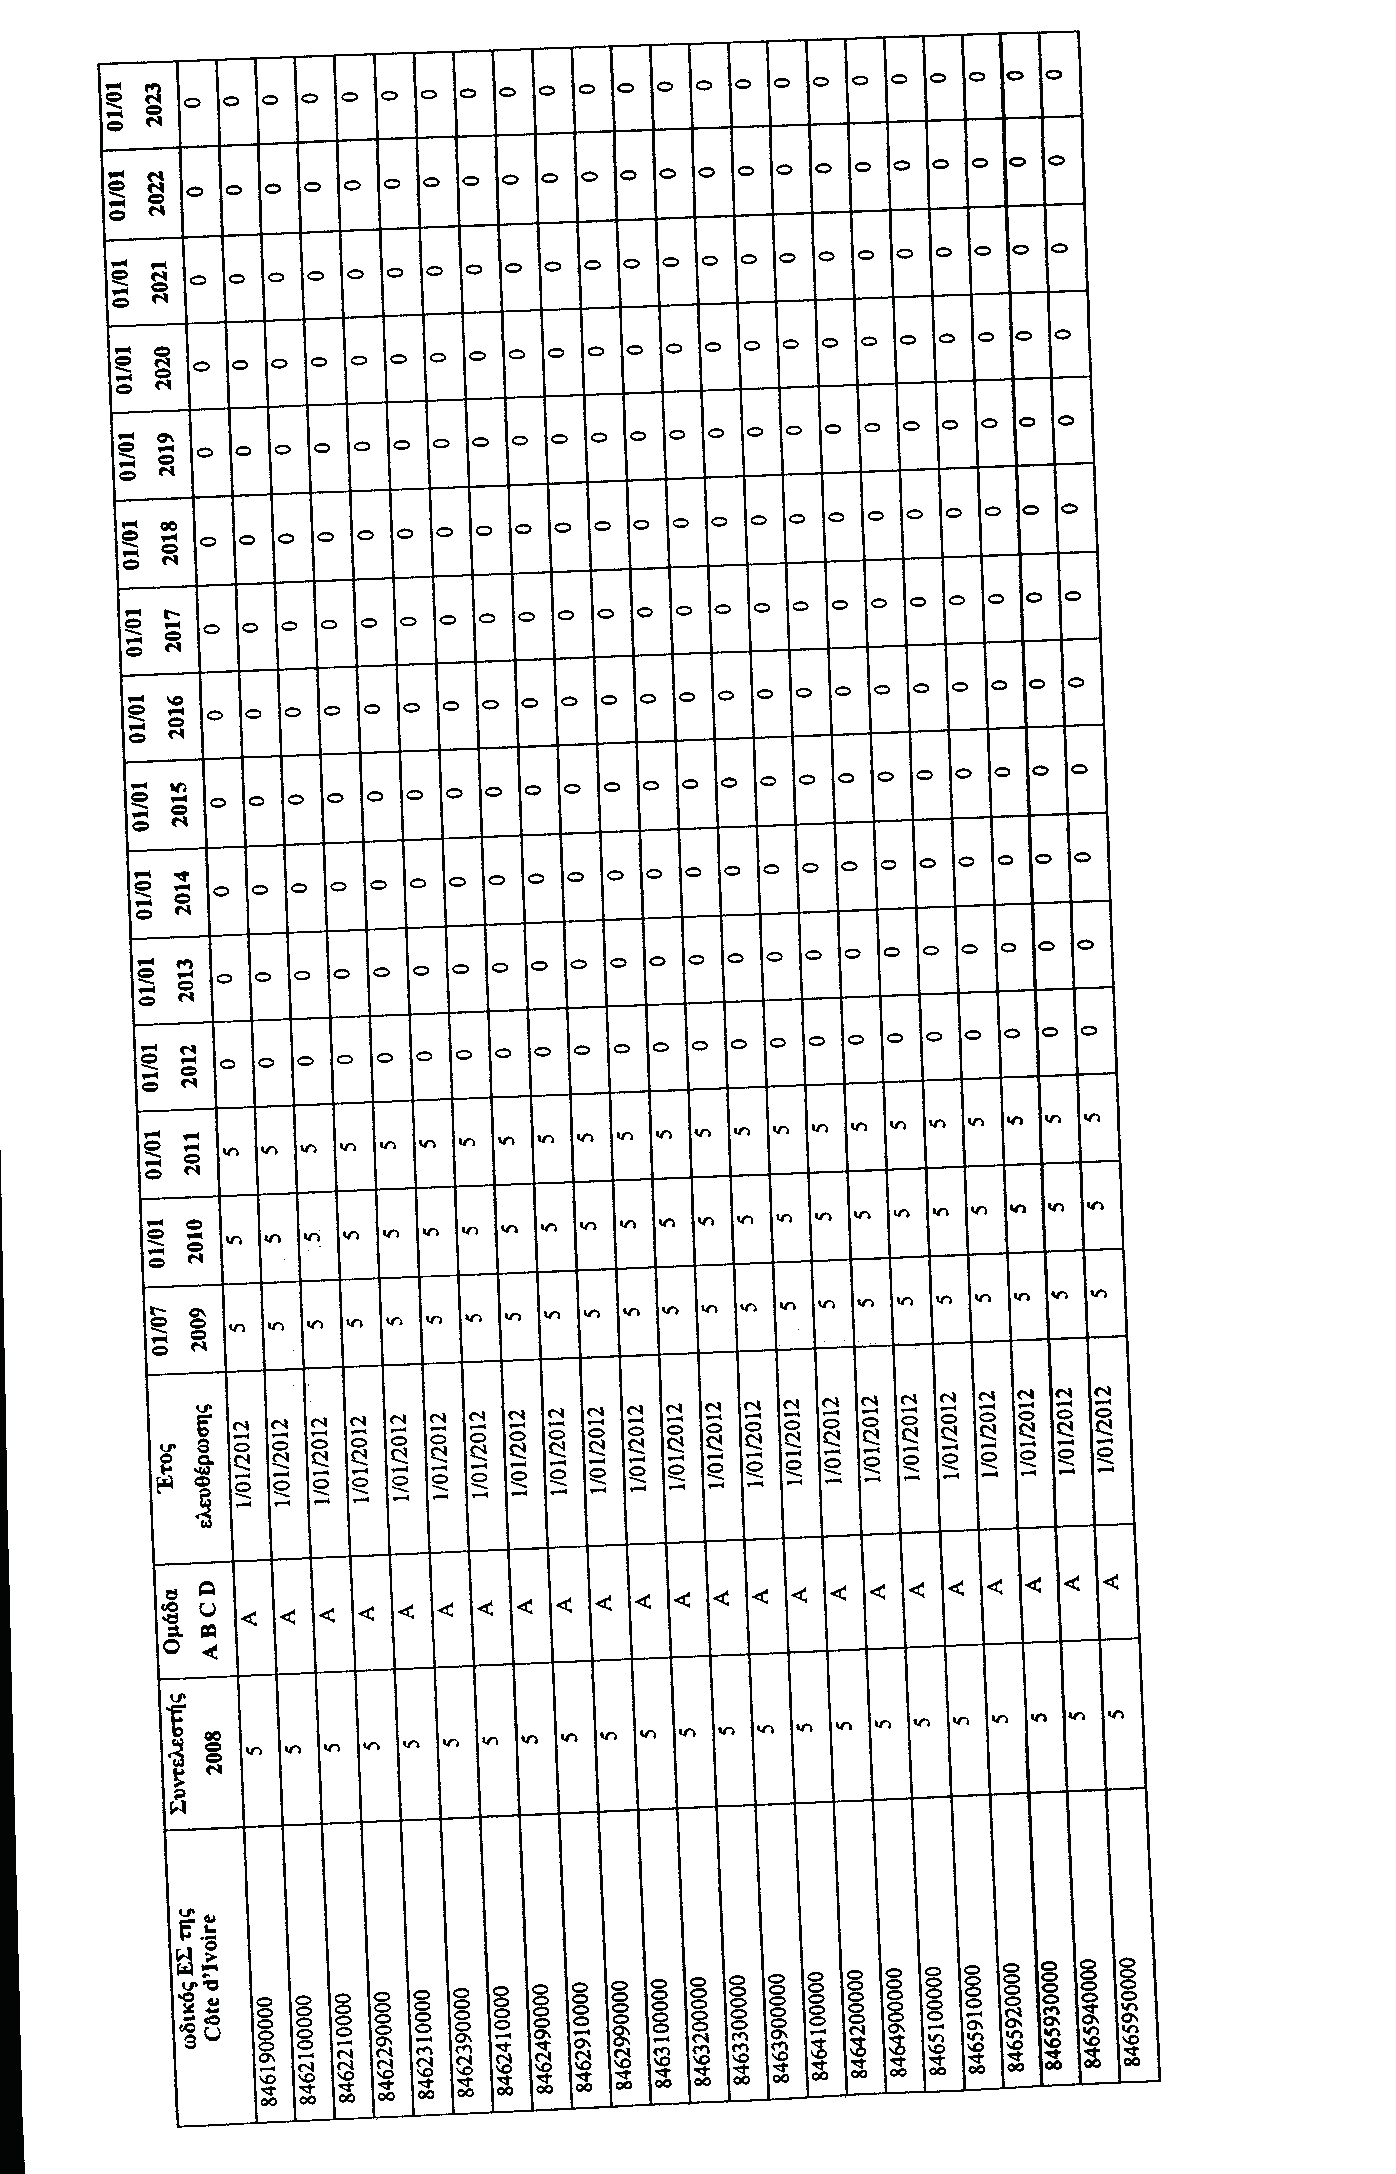 ωδικός ΕΣ της Συντελεστής Ομάδα Έτος 01/07 01/01 01/01 01/01 01/01 01/01 01/01 01/01 01/01 01/01 01/01 01/01 01/01 01/01 01/01
Côte d'Ivoire 2008 A B C D ελευθέρωσης 2009 2010 2011 2012 2013 2014 2015 2016 2017 2018 2019 2020 2021 2022 2023
8461900000 5 A 1/01/2012 5 5 5 0 0 0 0 0 0 0 0 0 0 0 0
8462100000 5 A 1/01/2012 5 5 5 0 0 0 0 0 0 0 0 0 0 0 0
8462210000 5 A 1/01/2012 5 5 5 0 0 0 0 0 0 0 0 0 0 0 0
8462290000 5 A 1/01/2012 5 5 5 0 0 0 0 0 0 0 0 0 0 0 0
8462310000 5 A 1/01/2012 5 5 5 0 0 0 0 0 0 0 0 0 0 0 0
8462390000 5 A 1/01/2012 5 5 5 0 0 0 0 0 0 0 0 0 0 0 0
8462410000 5 A 1/01/2012 5 5 5 0 0 0 0 0 0 0 0 0 0 0 0
8462490000 5 A 1/01/2012 5 5 5 0 0 0 0 0 0 0 0 0 0 0 0
8462910000 5 A 1/01/2012 5 5 5 0 0 0 0 0 0 0 0 0 0 0 0
8462990000 5 A 1/01/2012 5 5 5 0 0 0 0 0 0 0 0 0 0 0 0
8463100000 5 A 1/01/2012 5 5 5 0 0 0 0 0 0 0 0 0 0 0 0
8463200000 5 A 1/01/2012 5 5 5 0 0 0 0 0 0 0 0 0 0 0 0
8463300000 5 A 1/01/2012 5 5 5 0 0 0 0 0 0 0 0 0 0 0 0
8463900000 5 A 1/01/2012 5 5 5 0 0 0 0 0 0 0 0 0 0 0 0
8464100000 5 A 1/01/2012 5 5 5 0 0 0 0 0 0 0 0 0 0 0 0
8464200000 5 A 1/01/2012 5 5 5 0 0 0 0 0 0 0 0 0 0 0 0
8464900000 5 A 1/01/2012 5 5 5 0 0 0 0 0 0 0 0 0 0 0 0
8465100000 5 A 1/01/2012 5 5 5 0 0 0 0 0 0 0 0 0 0 0 0
8465910000 5 A 1/01/2012 5 5 5 0 0 0 0 0 0 0 0 0 0 0 0
8465920000 5 A 1/01/2012 5 5 5 0 0 0 0 0 0 0 0 0 0 0 0
8465930000 5 A 1/01/2012 5 5 5 0 0 0 0 0 0 0 0 0 0 0 0
8465940000 5 A 1/01/2012 5 5 5 0 0 0 0 0 0 0 0 0 0 0 0
8465950000 5 A 1/01/2012 5 5 5 0 0 0 0 0 0 0 0 0 0 0 0